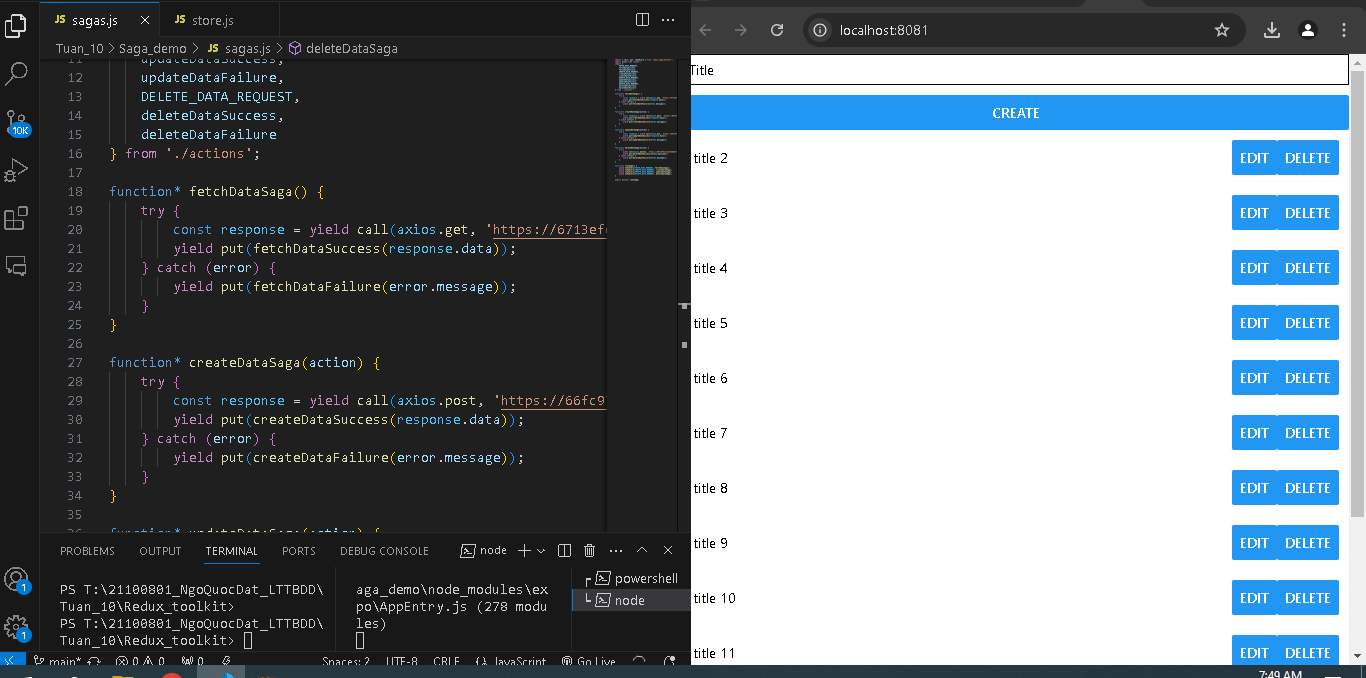 JS sagas.js
JS store.js
Tuan_10 > Saga_demo > JS sagas.js > deleteDataSaga
11 updateDataSuccess,
12 updateDataFailure,
13 DELETE_DATA_REQUEST,
14 deleteDataSuccess,
15 deleteDataFailure
16 } from './actions';
17
18 function* fetchDataSaga() {
19 try {
20 const response = yield call(axios.get, 'https://6713ef
21 yield put(fetchDataSuccess(response.data));
22 } catch (error) {
23 yield put(fetchDataFailure(error.message));
24 }
25 }
26
27 function* createDataSaga(action) {
28 try {
29 const response = yield call(axios.post, 'https://66fc9
30 yield put(createDataSuccess(response.data));
31 } catch (error) {
32 yield put(createDataFailure(error.message));
33 }
34 }
35
36 function* updateDataSaga(action) {
10K
1
1
PROBLEMS OUTPUT TERMINAL PORTS DEBUG CONSOLE
node
PS T:\21100801_NgoQuocDat_LTTBDD\
Tuan_10\Redux_toolkit>
PS T:\21100801_NgoQuocDat_LTTBDD\
Tuan_10\Redux_toolkit>
aga_demo\node_modules\ex
po\AppEntry.js (278 modu
les)
powershell
node
main* 0 0 0 Spaces: 2 UTF-8 CRLF {} JavaScript Go Live
localhost:8081
Title
CREATE
title 2 EDIT DELETE
title 3 EDIT DELETE
title 4 EDIT DELETE
title 5 EDIT DELETE
title 6 EDIT DELETE
title 7 EDIT DELETE
title 8 EDIT DELETE
title 9 EDIT DELETE
title 10 EDIT DELETE
title 11 EDIT DELETE
7:49 AM